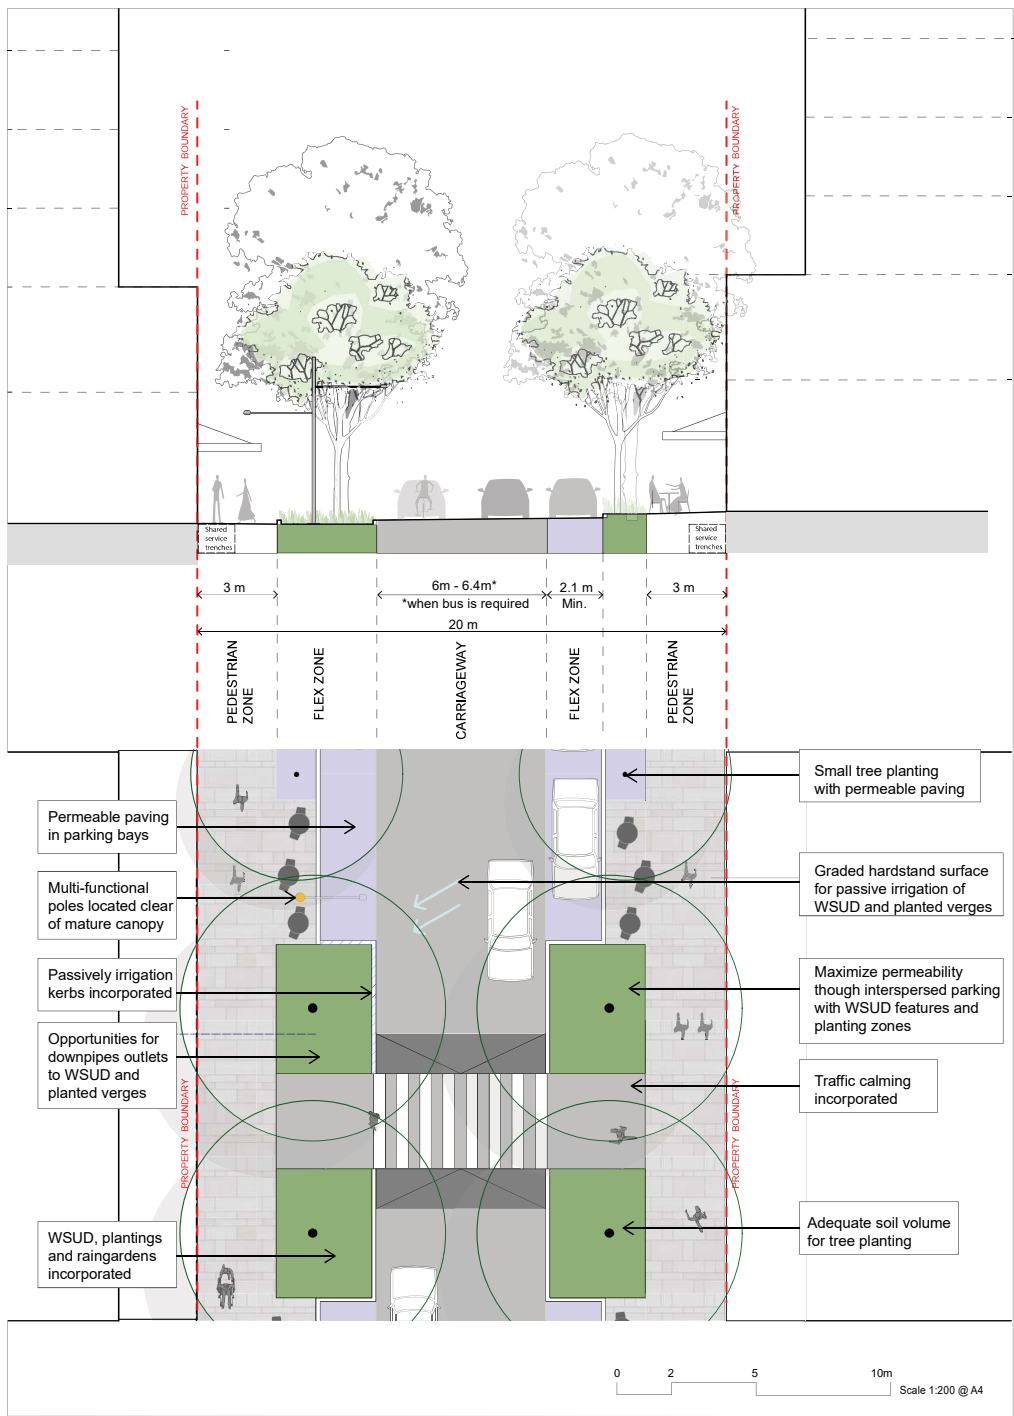 PROPERTY BOUNDARY
PROPERTY BOUNDARY
Shared
service
trenches
Shared
service
trenches
3 m
6m - 6.4m*
*when bus is required
2.1 m
Min.
3 m
20 m
PEDESTRIAN
ZONE
FLEX ZONE
CARRIAGEWAY
FLEX ZONE
PEDESTRIAN
ZONE
Permeable paving
in parking bays
Multi-functional
poles located clear
of mature canopy
Passively irrigation
kerbs incorporated
Opportunities for
downpipes outlets
to WSUD and
planted verges
PROPERTY BOUNDARY
WSUD, plantings
and raingardens
incorporated
Small tree planting
with permeable paving
Graded hardstand surface
for passive irrigation of
WSUD and planted verges
Maximize permeability
though interspersed parking
with WSUD features and
planting zones
Traffic calming
incorporated
PROPERTY BOUNDARY
Adequate soil volume
for tree planting
0 2 5 10m
Scale 1:200 @ A4